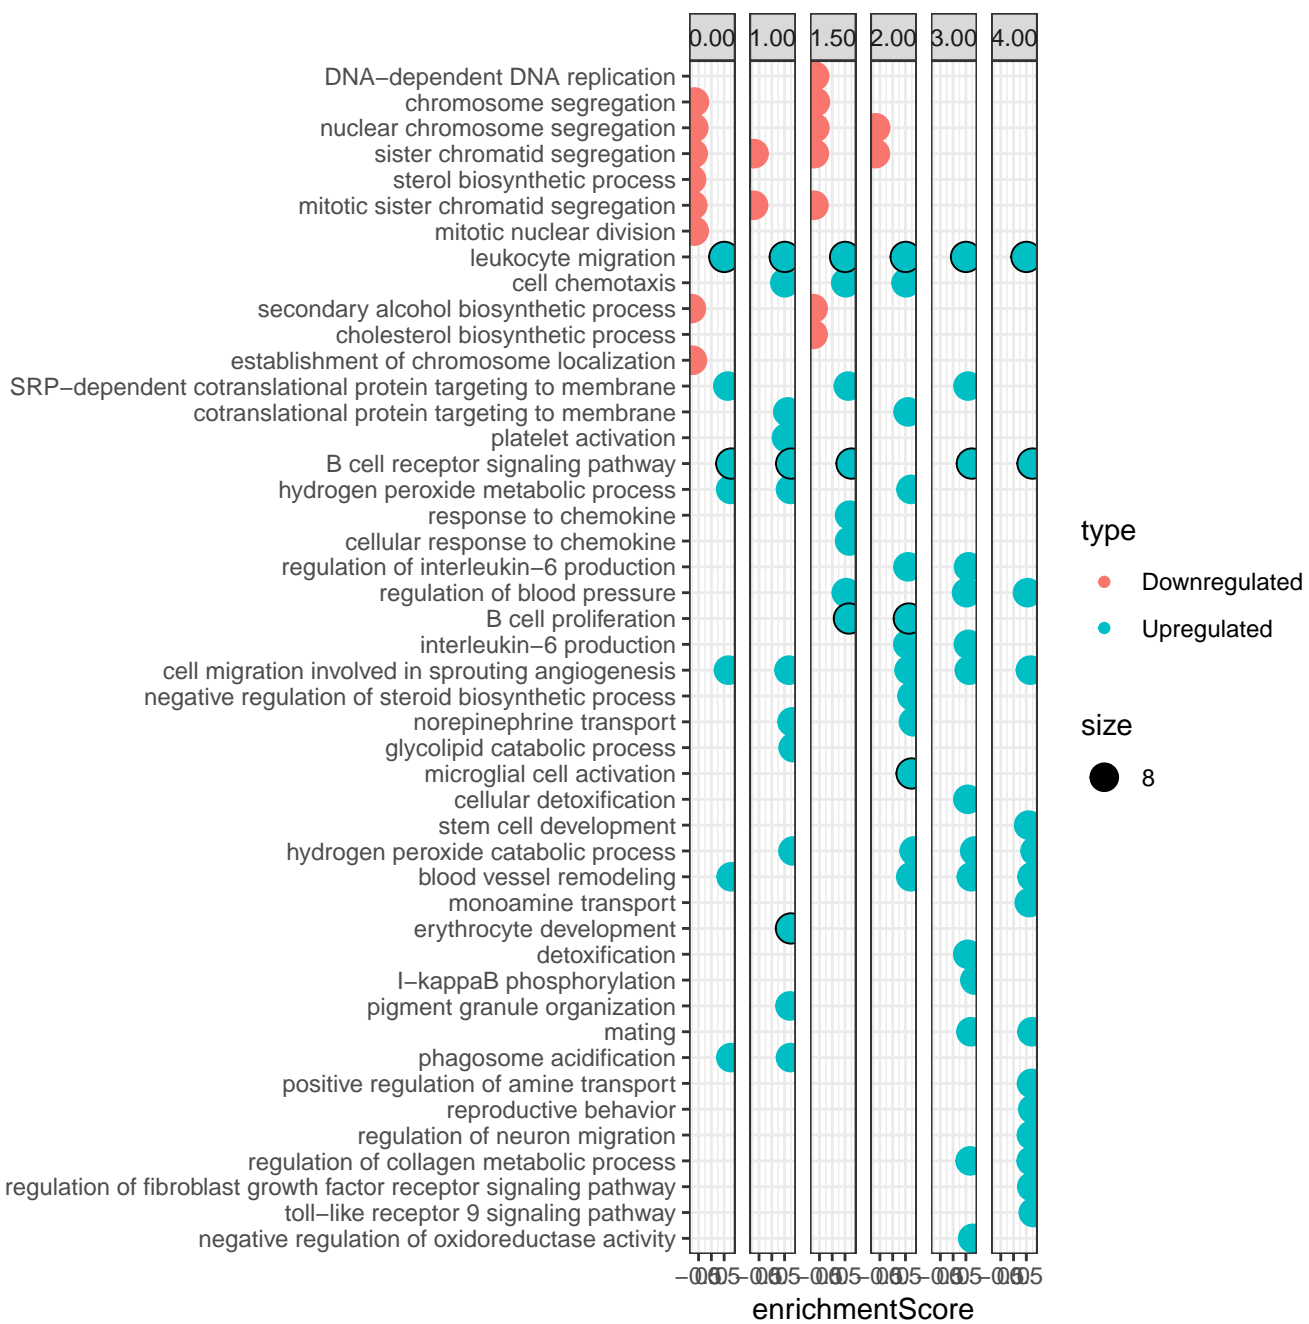 0.00 1.00 1.50 2.00 3.00 4.00
DNA−dependent DNA replication
chromosome segregation
nuclear chromosome segregation
sister chromatid segregation
sterol biosynthetic process
mitotic sister chromatid segregation
mitotic nuclear division
leukocyte migration
cell chemotaxis
secondary alcohol biosynthetic process
cholesterol biosynthetic process
establishment of chromosome localization
SRP−dependent cotranslational protein targeting to membrane
cotranslational protein targeting to membrane
platelet activation
B cell receptor signaling pathway
hydrogen peroxide metabolic process
response to chemokine
cellular response to chemokine
regulation of interleukin−6 production
regulation of blood pressure
B cell proliferation
interleukin−6 production
cell migration involved in sprouting angiogenesis
negative regulation of steroid biosynthetic process
norepinephrine transport
glycolipid catabolic process
microglial cell activation
cellular detoxification
stem cell development
hydrogen peroxide catabolic process
blood vessel remodeling
monoamine transport
erythrocyte development
detoxification
I−kappaB phosphorylation
pigment granule organization
mating
phagosome acidification
positive regulation of amine transport
reproductive behavior
regulation of neuron migration
regulation of collagen metabolic process
regulation of fibroblast growth factor receptor signaling pathway
toll−like receptor 9 signaling pathway
negative regulation of oxidoreductase activity
enrichmentScore
type
Downregulated
Upregulated
size
8